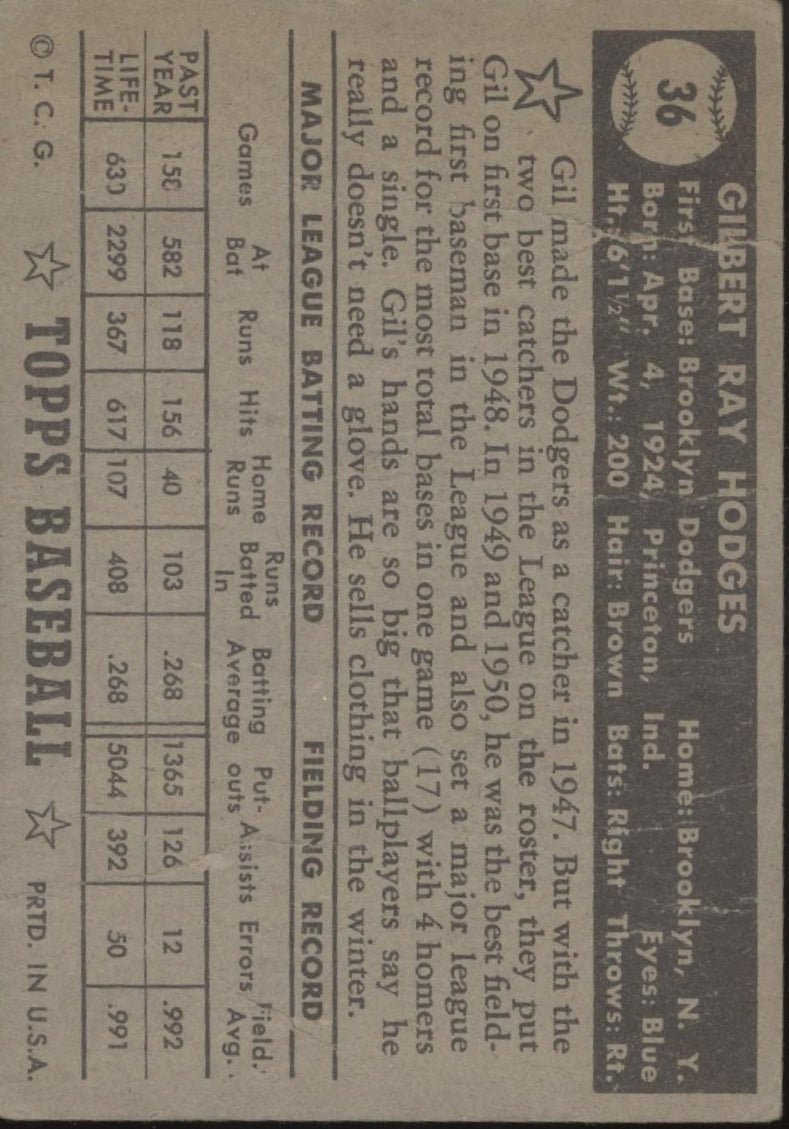 36
GILBERT RAY HODGES
First Base: Brooklyn Dodgers Home: Brooklyn, N. Y.
Born: Apr. 4, 1924, Princeton, Ind. Eyes: Blue
Ht.: 6'1½" Wt.: 200 Hair: Brown Bats: Right Throws: Rt.
Gil made the Dodgers as a catcher in 1947. But with the
two best catchers in the League on the roster, they put
Gil on first base in 1948. In 1949 and 1950, he was the best field-
ing first baseman in the League and also set a major league
record for the most total bases in one game (17) with 4 homers
and a single. Gil's hands are so big that ballplayers say he
really doesn't need a glove. He sells clothing in the winter.
MAJOR LEAGUE BATTING RECORD FIELDING RECORD
Games At Bat Runs Hits Home Runs Runs Batted In Batting Average Put-outs Assists Errors Field. Avg.
PAST YEAR 158 582 118 156 40 103 .268 1365 126 12 .992
LIFE-TIME 630 2299 367 617 107 408 .268 5044 392 50 .991
© T. C. G. TOPPS BASEBALL PRTD. IN U.S.A.